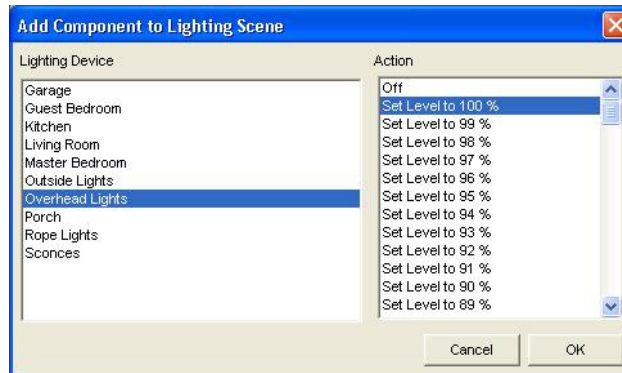 Add Component to Lighting Scene
Lighting Device
Garage
Guest Bedroom
Kitchen
Living Room
Master Bedroom
Outside Lights
Overhead Lights
Porch
Rope Lights
Sconces
Action
Off
Set Level to 100 %
Set Level to 99 %
Set Level to 98 %
Set Level to 97 %
Set Level to 96 %
Set Level to 95 %
Set Level to 94 %
Set Level to 93 %
Set Level to 92 %
Set Level to 91 %
Set Level to 90 %
Set Level to 89 %
Cancel
OK